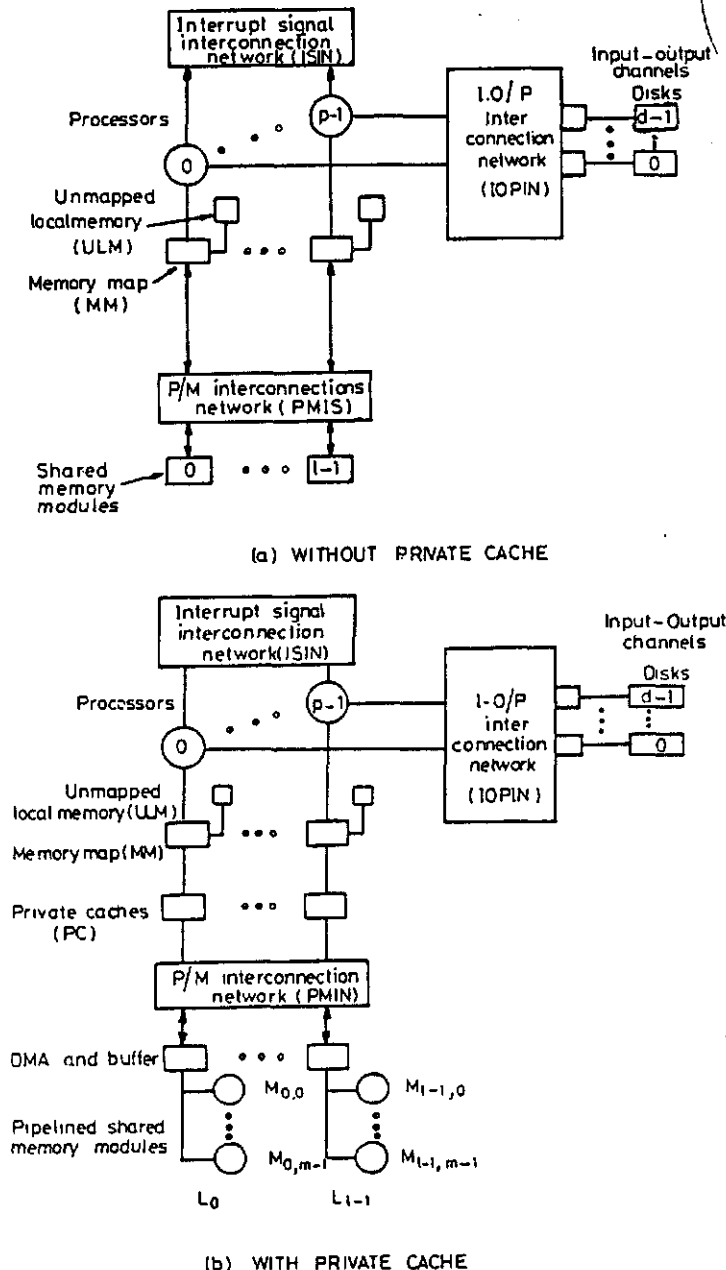 Interrupt signal
interconnection
network (ISIN)
Input-output
channels
Disks
Processors
p-1
I.O/P
Inter
connection
network
(IOPIN)
d-1
0
0
Unmapped
localmemory
(ULM)
Memory map
(MM)
P/M interconnections
network (PMIS)
Shared
memory
modules
0
l-1
(a) WITHOUT PRIVATE CACHE
Interrupt signal
interconnection
network(ISIN)
Input-Output
channels
Disks
Processors
p-1
I-O/P
inter
connection
network
(IOPIN)
d-1
0
0
Unmapped
local memory(ULM)
Memory map(MM)
Private caches
(PC)
P/M interconnection
network (PMIN)
DMA and buffer
M0,0
Ml-1,0
Pipelined shared
memory modules
M0,m-1
Ml-1,m-1
L0
Ll-1
(b) WITH PRIVATE CACHE